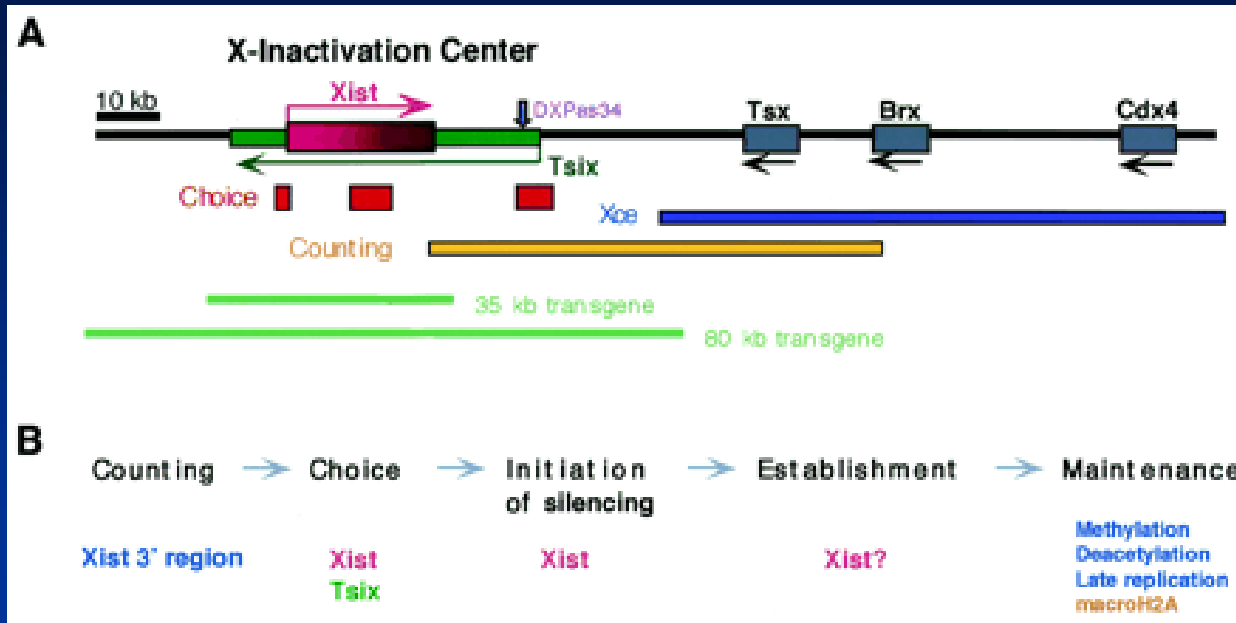 A
X-Inactivation Center
10 kb
Xist
DXPas34
Tsx
Brx
Cdx4
Tsix
Choice
Xce
Counting
35 kb transgene
80 kb transgene
B
Counting
Choice
Initiation
of silencing
Establishment
Maintenance
Xist 3' region
Xist
Tsix
Xist
Xist?
Methylation
Deacetylation
Late replication
macroH2A